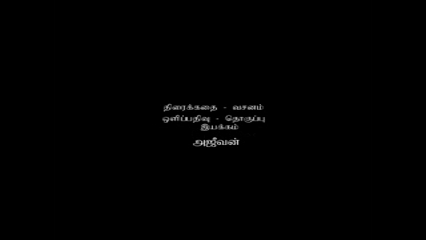 திரைக்கதை - வசனம்
ஒளிப்பதிவு - தொகுப்பு
இயக்கம்
அஜீவன்